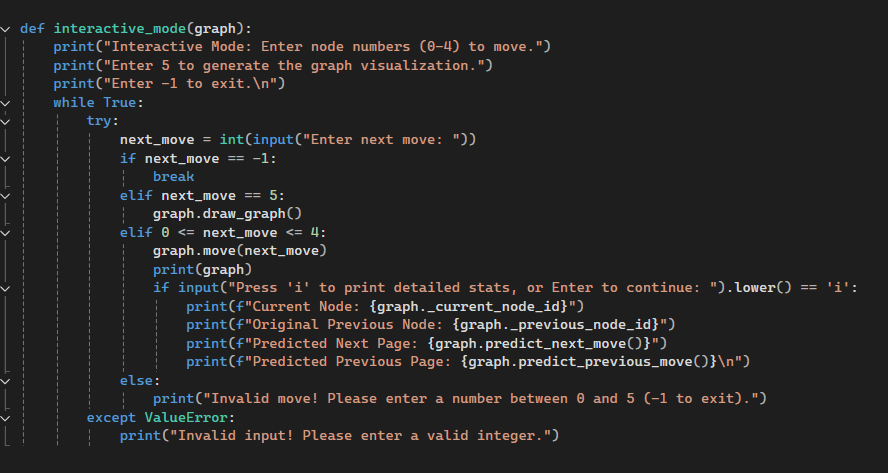 def interactive_mode(graph):
    print("Interactive Mode: Enter node numbers (0-4) to move.")
    print("Enter 5 to generate the graph visualization.")
    print("Enter -1 to exit.\n")
    while True:
        try:
            next_move = int(input("Enter next move: "))
            if next_move == -1:
                break
            elif next_move == 5:
                graph.draw_graph()
            elif 0 <= next_move <= 4:
                graph.move(next_move)
                print(graph)
                if input("Press 'i' to print detailed stats, or Enter to continue: ").lower() == 'i':
                    print(f"Current Node: {graph._current_node_id}")
                    print(f"Original Previous Node: {graph._previous_node_id}")
                    print(f"Predicted Next Page: {graph.predict_next_move()}")
                    print(f"Predicted Previous Page: {graph.predict_previous_move()}\n")
            else:
                print("Invalid move! Please enter a number between 0 and 5 (-1 to exit).")
        except ValueError:
            print("Invalid input! Please enter a valid integer.")